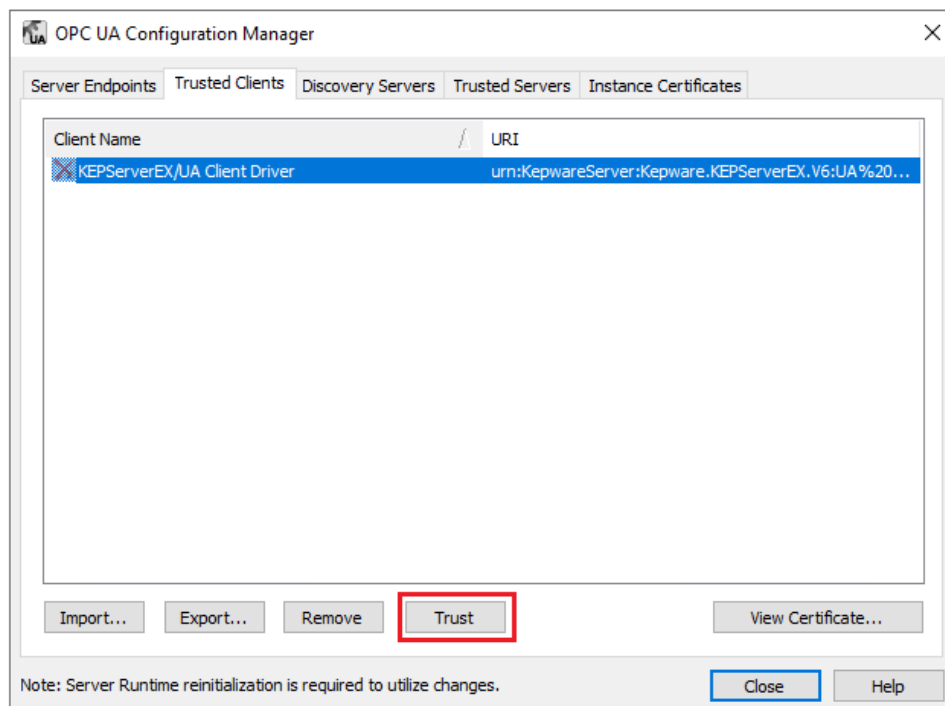 UA OPC UA Configuration Manager
Server Endpoints Trusted Clients Discovery Servers Trusted Servers Instance Certificates
Client Name URI
KEPServerEX/UA Client Driver urn:KepwareServer:Kepware.KEPServerEX.V6:UA%20...
Import... Export... Remove Trust View Certificate...
Note: Server Runtime reinitialization is required to utilize changes. Close Help